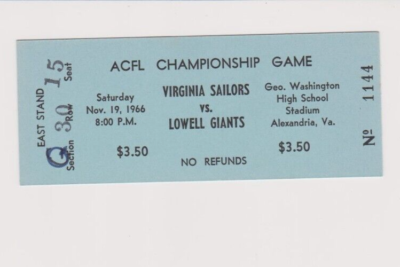 EAST STAND
Q 30 15
Section Row Seat
ACFL CHAMPIONSHIP GAME
Saturday
Nov. 19, 1966
8:00 P.M.
$3.50
VIRGINIA SAILORS
vs.
LOWELL GIANTS
NO REFUNDS
Geo. Washington
High School
Stadium
Alexandria, Va.
$3.50
No 1144